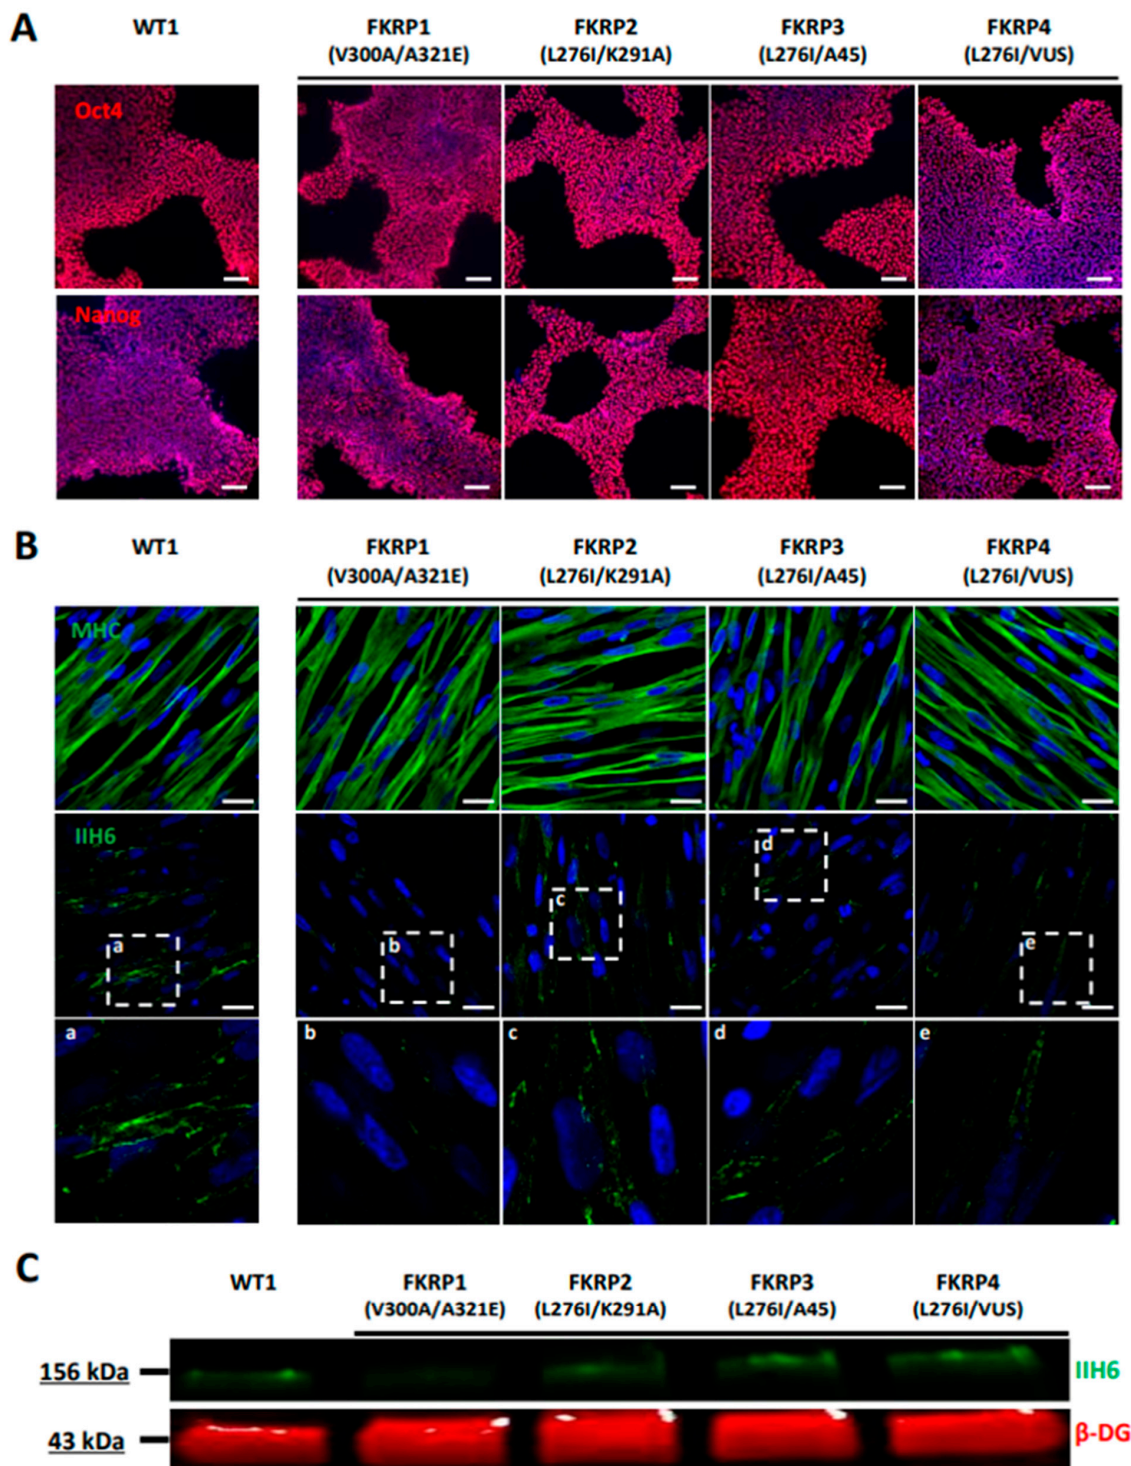 A
WT1 FKRP1 FKRP2 FKRP3 FKRP4
(V300A/A321E) (L276I/K291A) (L276I/A45) (L276I/VUS)
Oct4
Nanog
B
WT1 FKRP1 FKRP2 FKRP3 FKRP4
(V300A/A321E) (L276I/K291A) (L276I/A45) (L276I/VUS)
MHC
IIH6
a b c d e
a b c d e
C
WT1 FKRP1 FKRP2 FKRP3 FKRP4
(V300A/A321E) (L276I/K291A) (L276I/A45) (L276I/VUS)
156 kDa IIH6
43 kDa β-DG